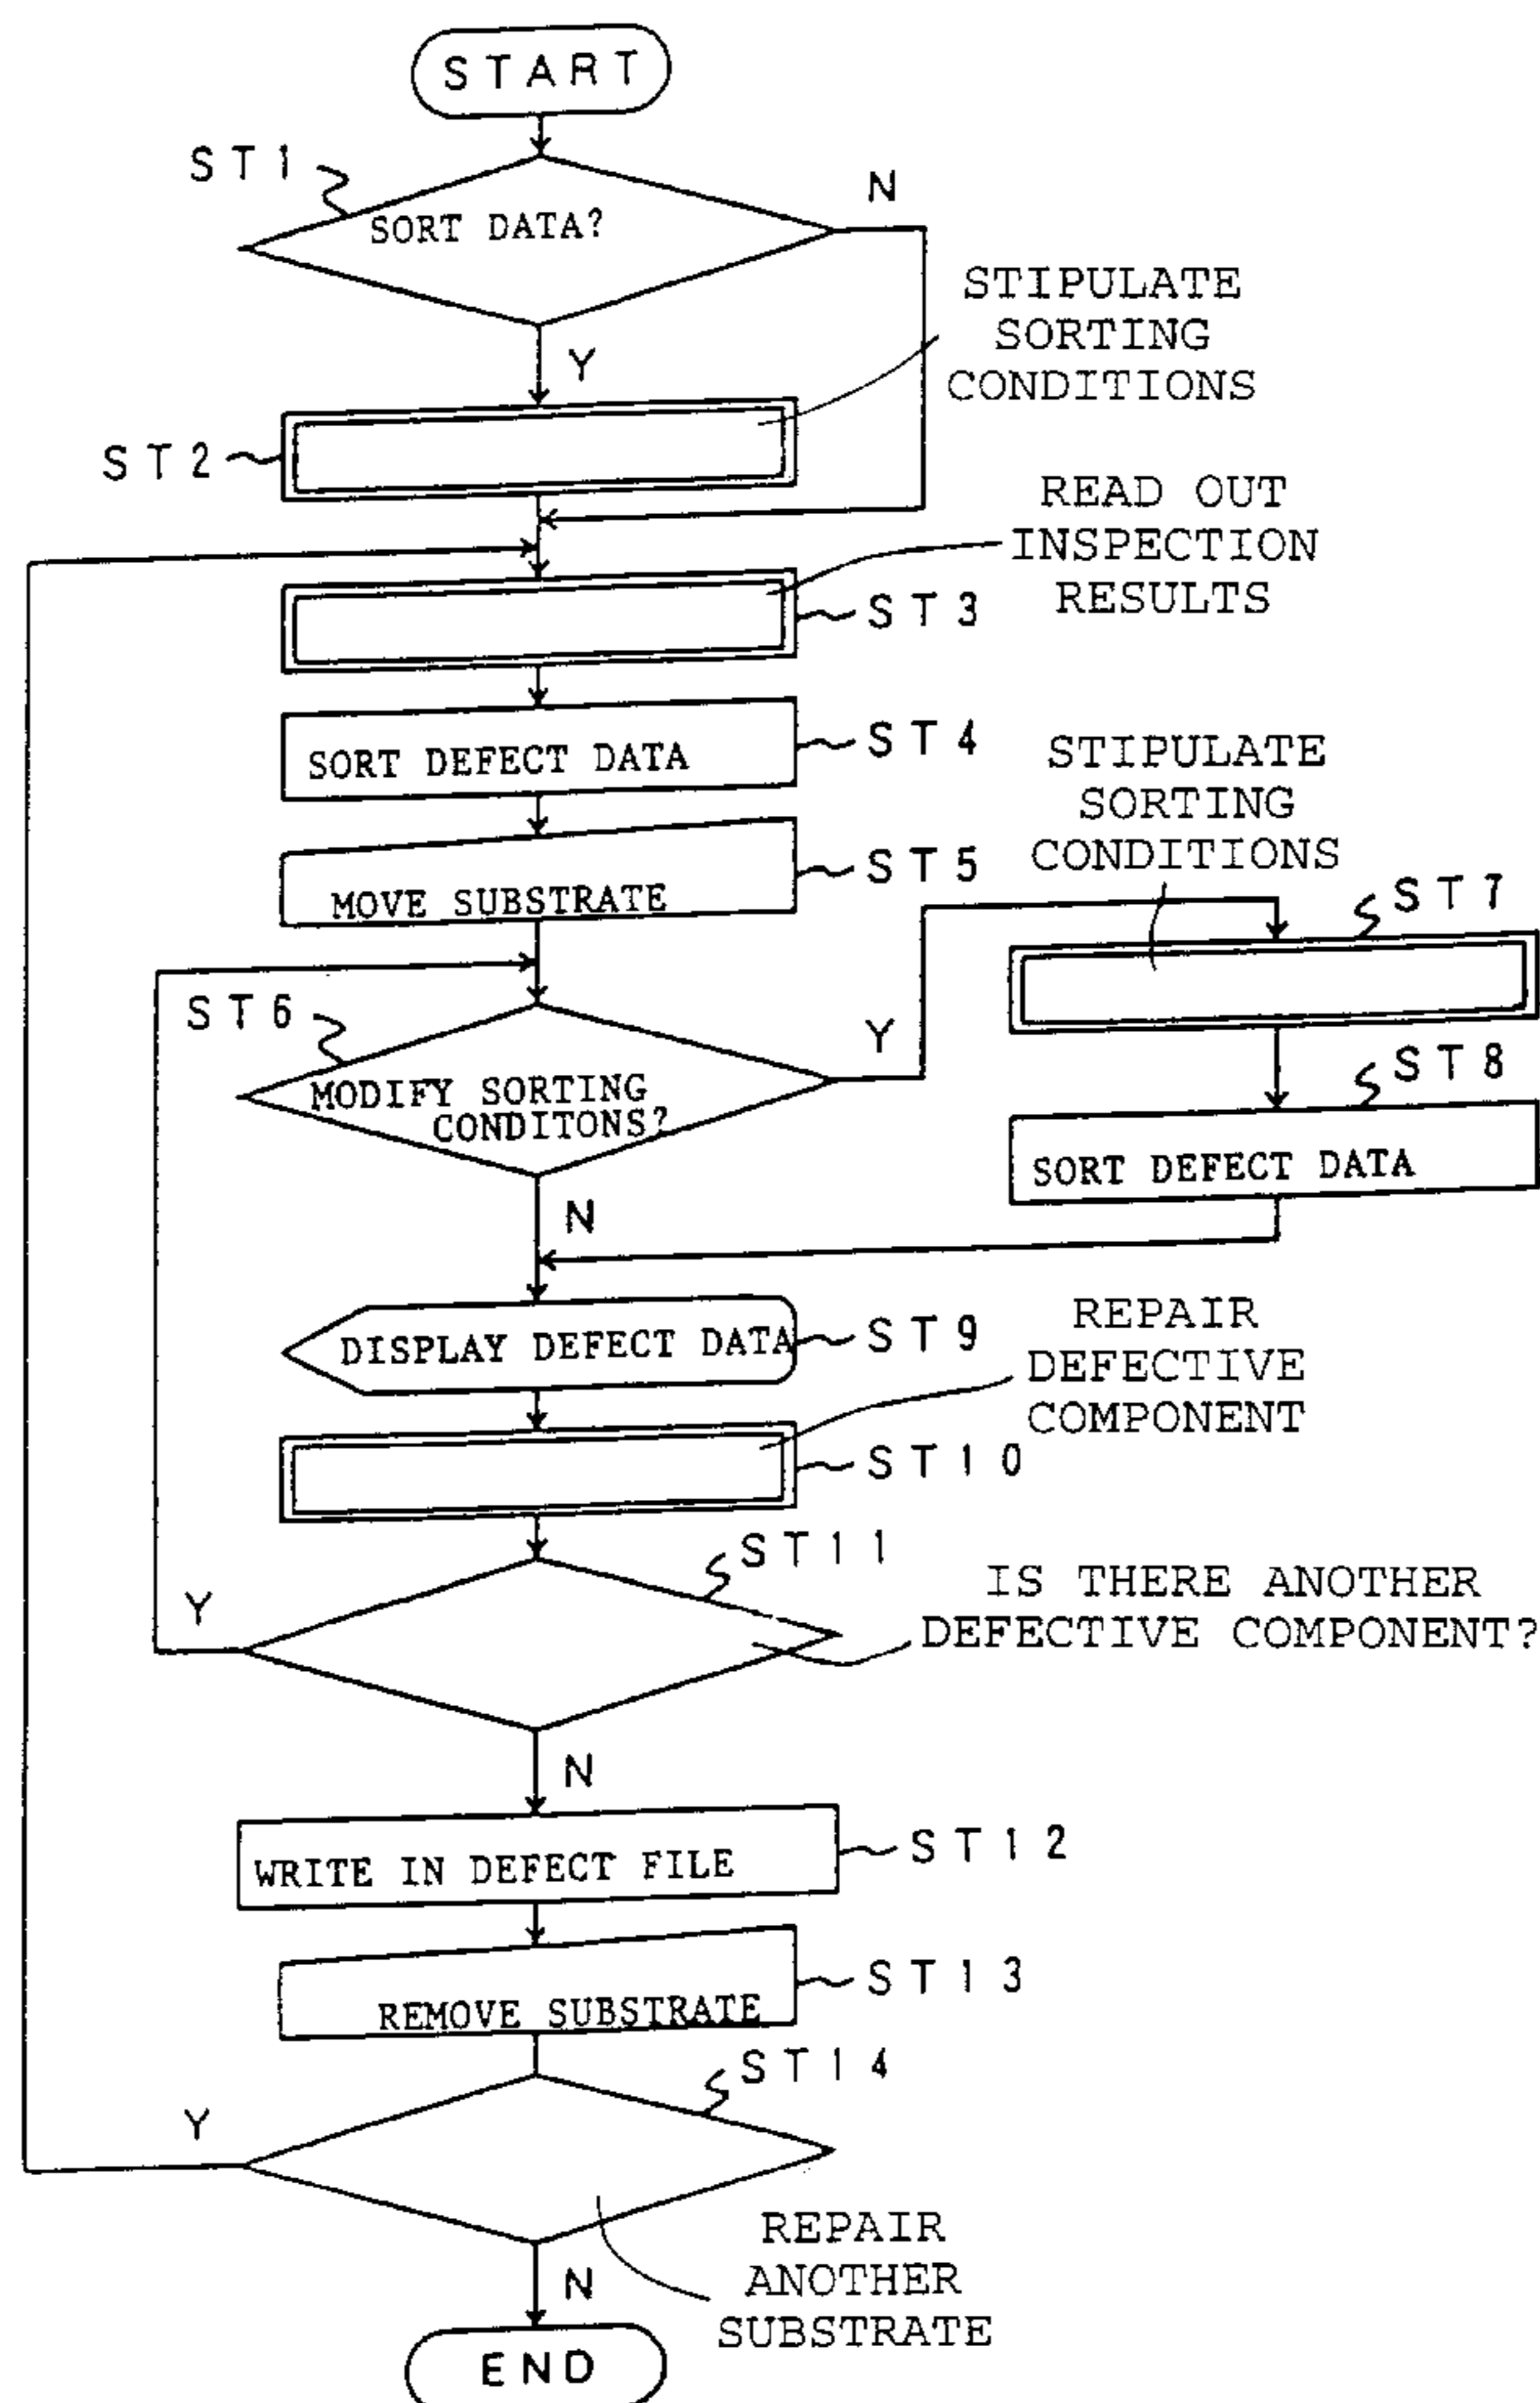 START
ST1
N
SORT DATA?
STIPULATE
SORTING
CONDITIONS
Y
ST2
READ OUT
INSPECTION
RESULTS
ST3
ST4
SORT DEFECT DATA
STIPULATE
SORTING
CONDITIONS
ST5
MOVE SUBSTRATE
ST7
ST6
Y
MODIFY SORTING
CONDITONS?
ST8
SORT DEFECT DATA
N
DISPLAY DEFECT DATA
ST9
REPAIR
DEFECTIVE
COMPONENT
ST10
ST11
IS THERE ANOTHER
DEFECTIVE COMPONENT?
Y
N
ST12
WRITE IN DEFECT FILE
ST13
REMOVE SUBSTRATE
ST14
Y
REPAIR
ANOTHER
SUBSTRATE
N
END